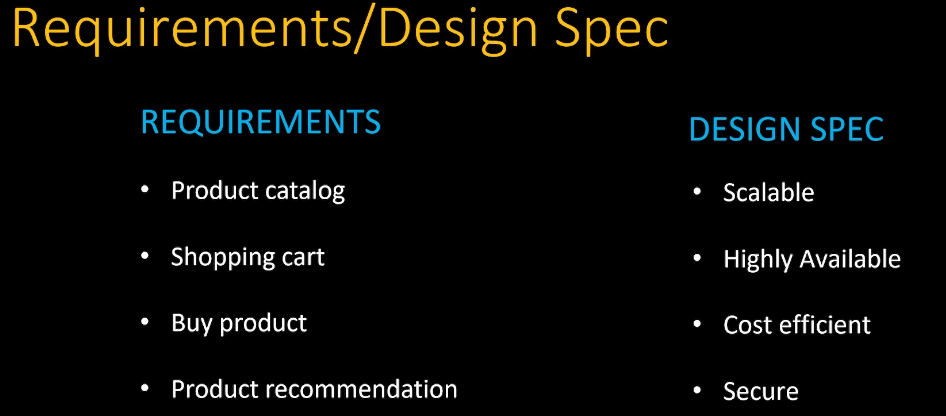 Requirements/Design Spec
REQUIREMENTS
• Product catalog
• Shopping cart
• Buy product
• Product recommendation
DESIGN SPEC
• Scalable
• Highly Available
• Cost efficient
• Secure